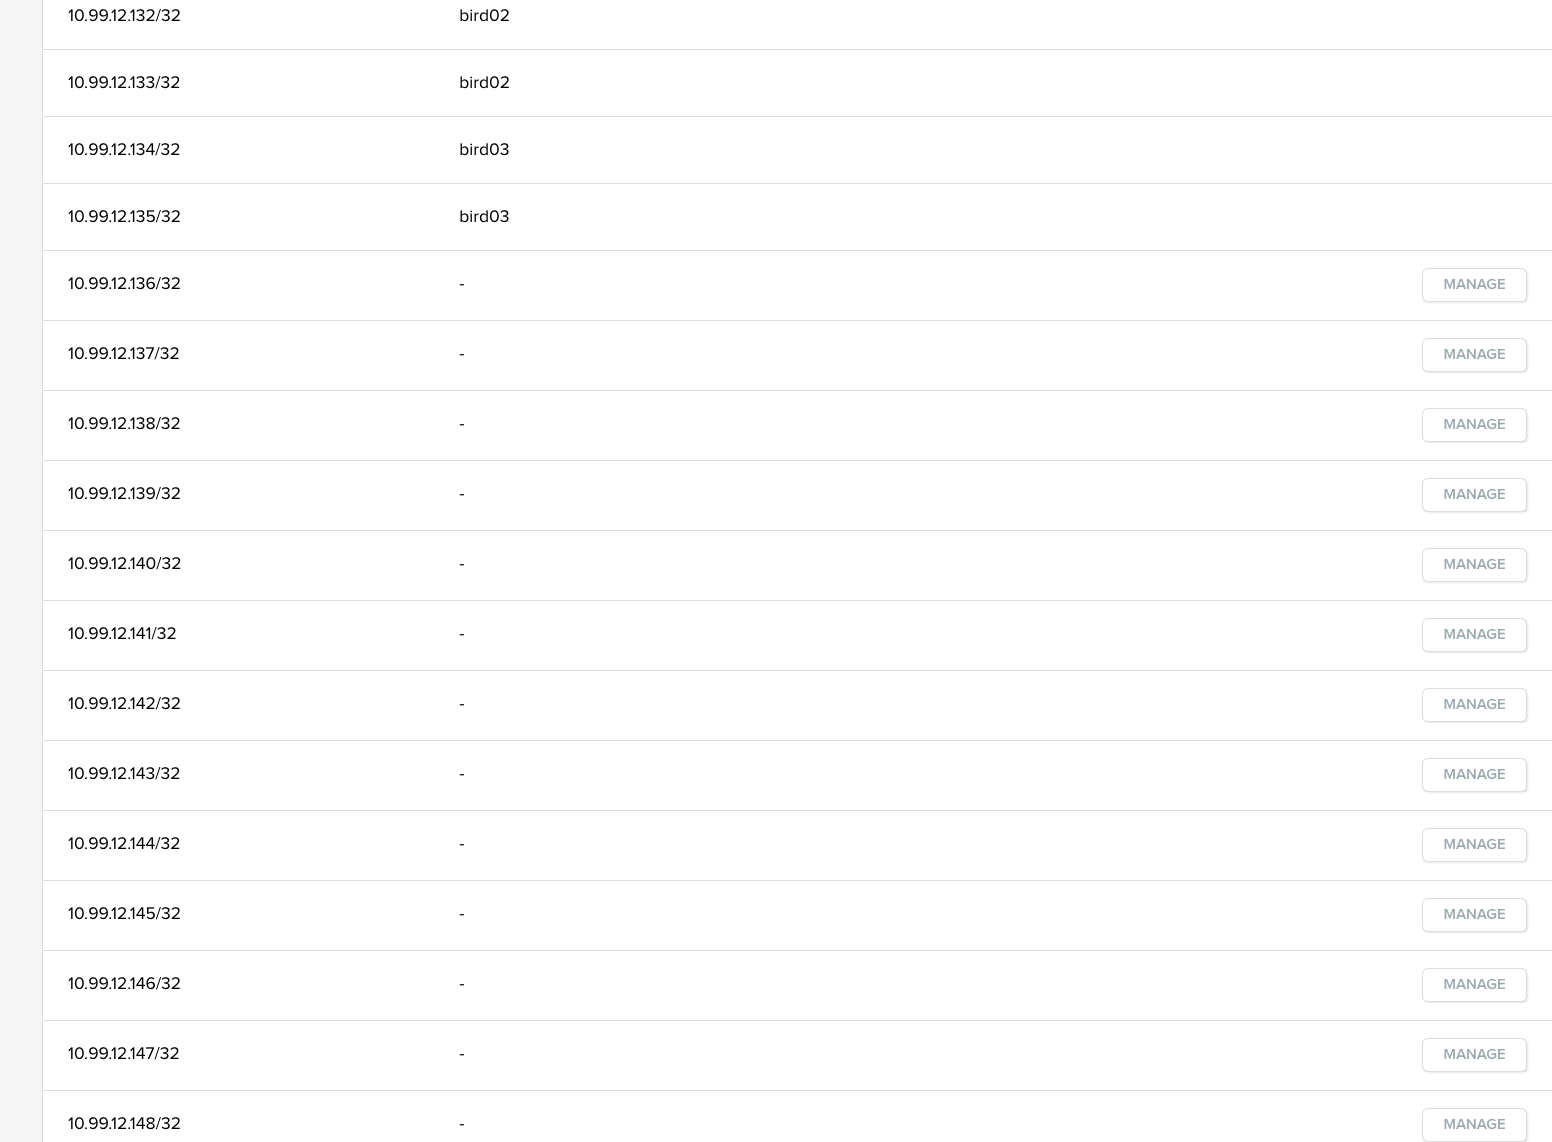 10.99.12.132/32 bird02
10.99.12.133/32 bird02
10.99.12.134/32 bird03
10.99.12.135/32 bird03
10.99.12.136/32 - MANAGE
10.99.12.137/32 - MANAGE
10.99.12.138/32 - MANAGE
10.99.12.139/32 - MANAGE
10.99.12.140/32 - MANAGE
10.99.12.141/32 - MANAGE
10.99.12.142/32 - MANAGE
10.99.12.143/32 - MANAGE
10.99.12.144/32 - MANAGE
10.99.12.145/32 - MANAGE
10.99.12.146/32 - MANAGE
10.99.12.147/32 - MANAGE
10.99.12.148/32 - MANAGE